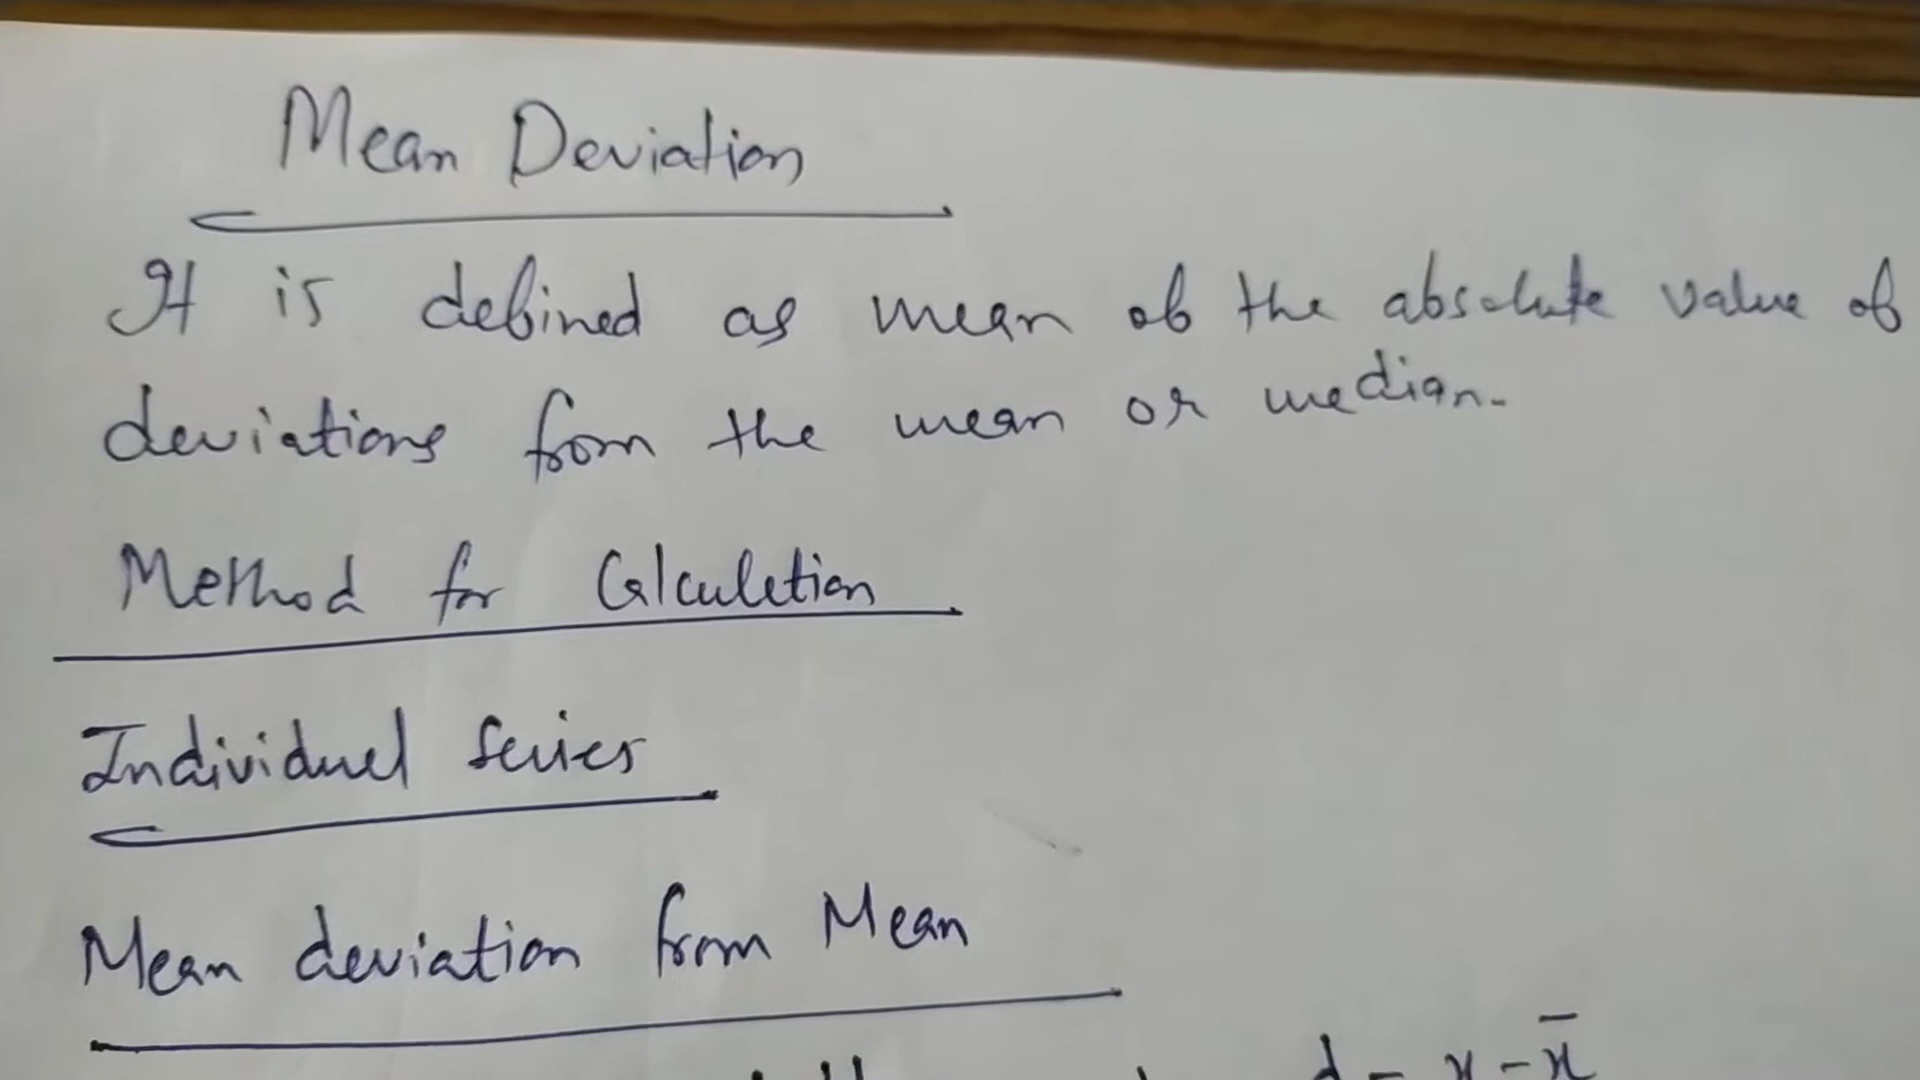 Mean Deviation
It is defined as mean of the absolute value of
deviations from the mean or median.
Method for Calculation
Individual Series
Mean deviation from Mean
d = x - x̄